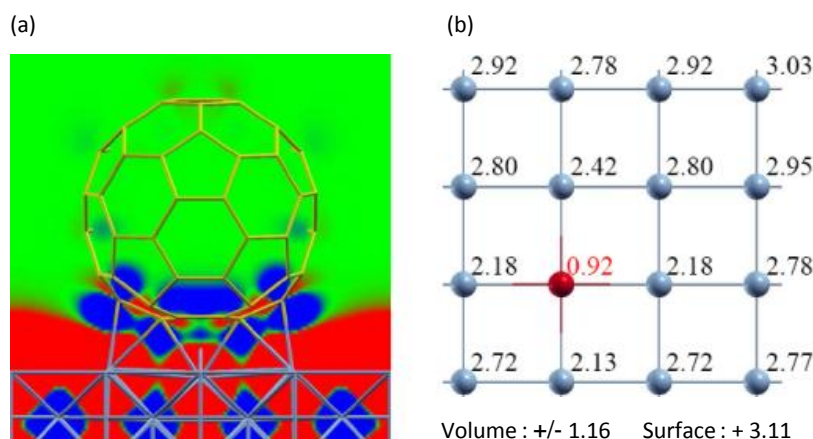 (a)
(b)
2.92 2.78 2.92 3.03
2.80 2.42 2.80 2.95
2.18 0.92 2.18 2.78
2.72 2.13 2.72 2.77
Volume : +/- 1.16 Surface : + 3.11